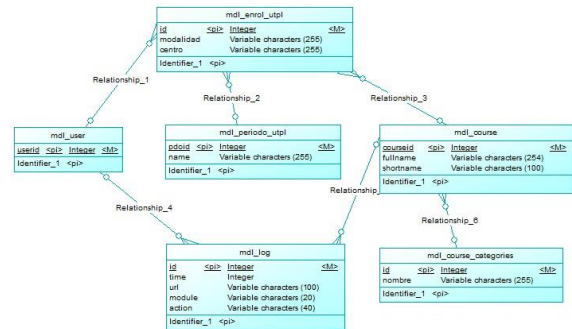 mdl_enrol_utpl
id <pi> Integer <M>
modalidad Variable characters (255)
centro Variable characters (255)
Identifier_1 <pi>
Relationship_1
Relationship_2
Relationship_3
mdl_user
userid <pi> Integer <M>
Identifier_1 <pi>
mdl_periodo_utpl
pdoid <pi> Integer <M>
name Variable characters (255)
Identifier_1 <pi>
mdl_course
courseid <pi> Integer <M>
fullname Variable characters (254)
shortname Variable characters (100)
Identifier_1 <pi>
Relationship_
Relationship_4
Relationship_6
mdl_log
id <pi> Integer <M>
time Integer
url Variable characters (100)
module Variable characters (20)
action Variable characters (40)
Identifier_1 <pi>
mdl_course_categories
id <pi> Integer <M>
nombre Variable characters (255)
Identifier_1 <pi>